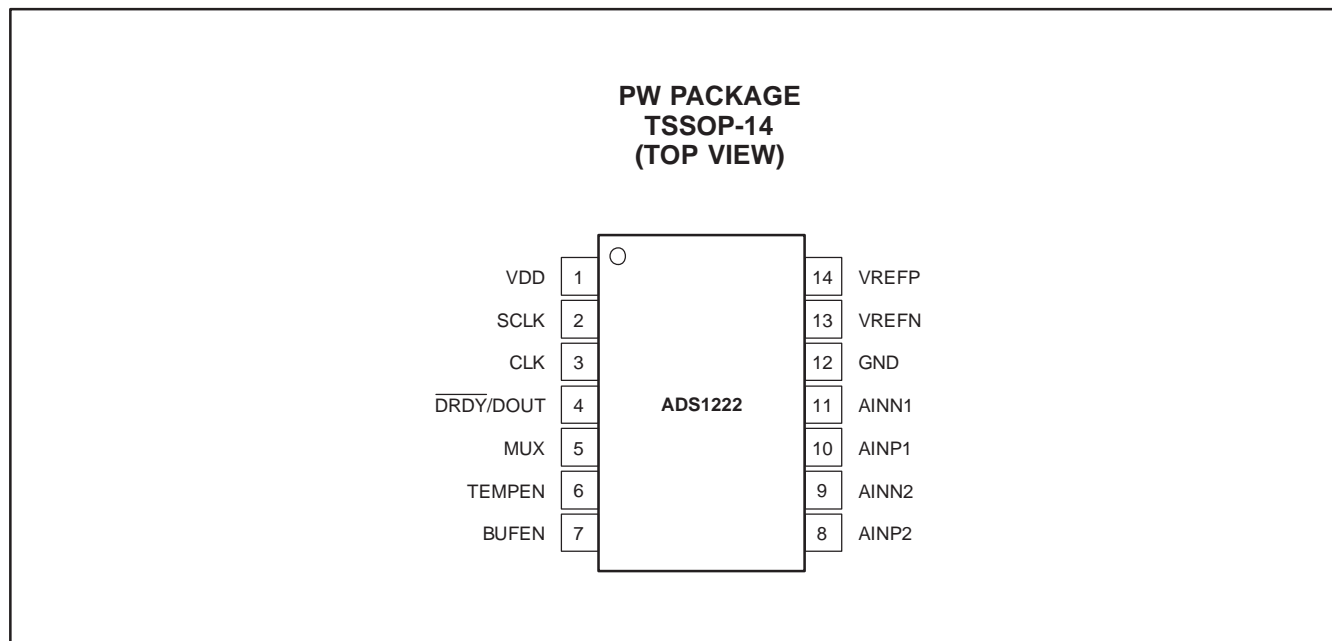 PW PACKAGE
TSSOP-14
(TOP VIEW)
VDD 1
SCLK 2
CLK 3
DRDY/DOUT 4
MUX 5
TEMPEN 6
BUFEN 7
ADS1222
14 VREFP
13 VREFN
12 GND
11 AINN1
10 AINP1
9 AINN2
8 AINP2